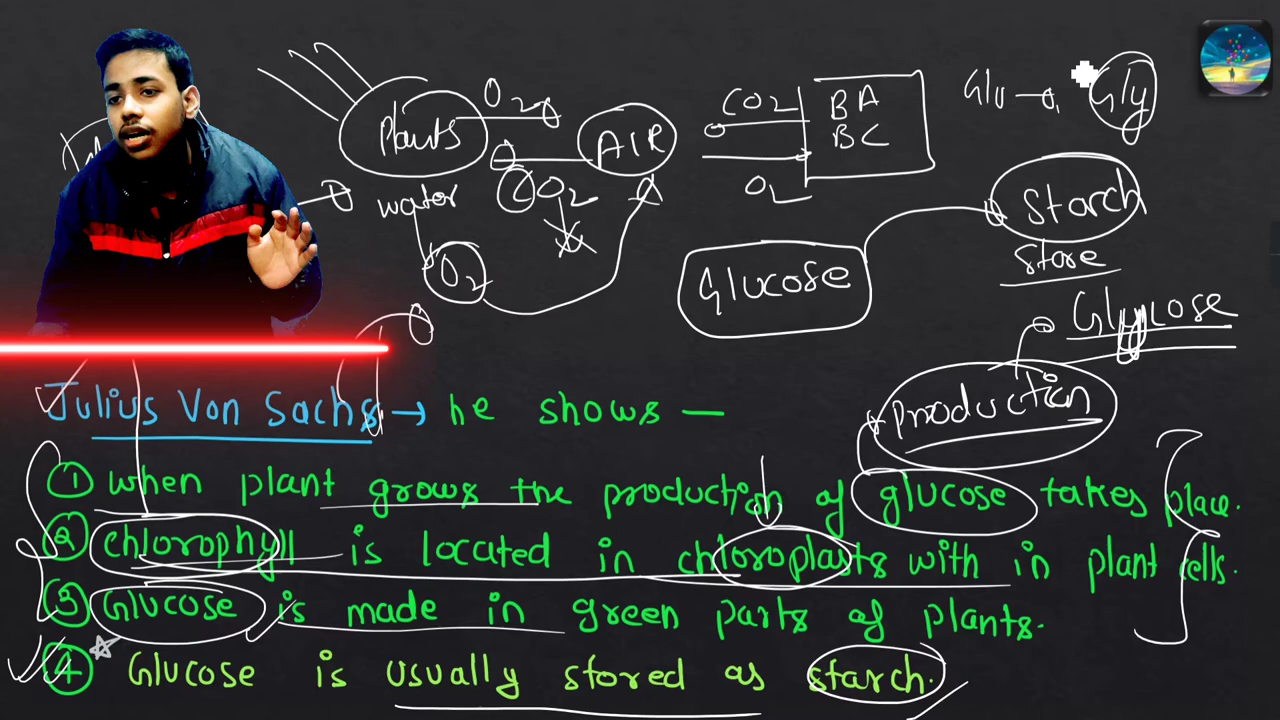 Plants O2 AIR CO2 BA Glu → Gly
BC
water CO2 O2 Starch
O2 Glucose store
Glycose
Production
Julius Von Sachs → he shows —
① when plant grows the production of glucose takes place.
② chlorophyll is located in chloroplasts with in plant cells.
③ Glucose is made in green parts of plants.
④ Glucose is usually stored as starch.